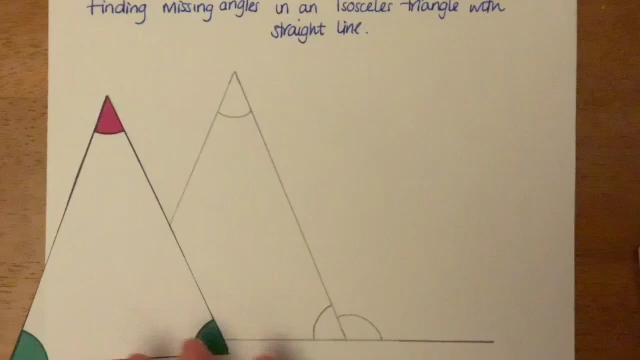 Finding Missing angles in an Isosceles triangle with
straight line.